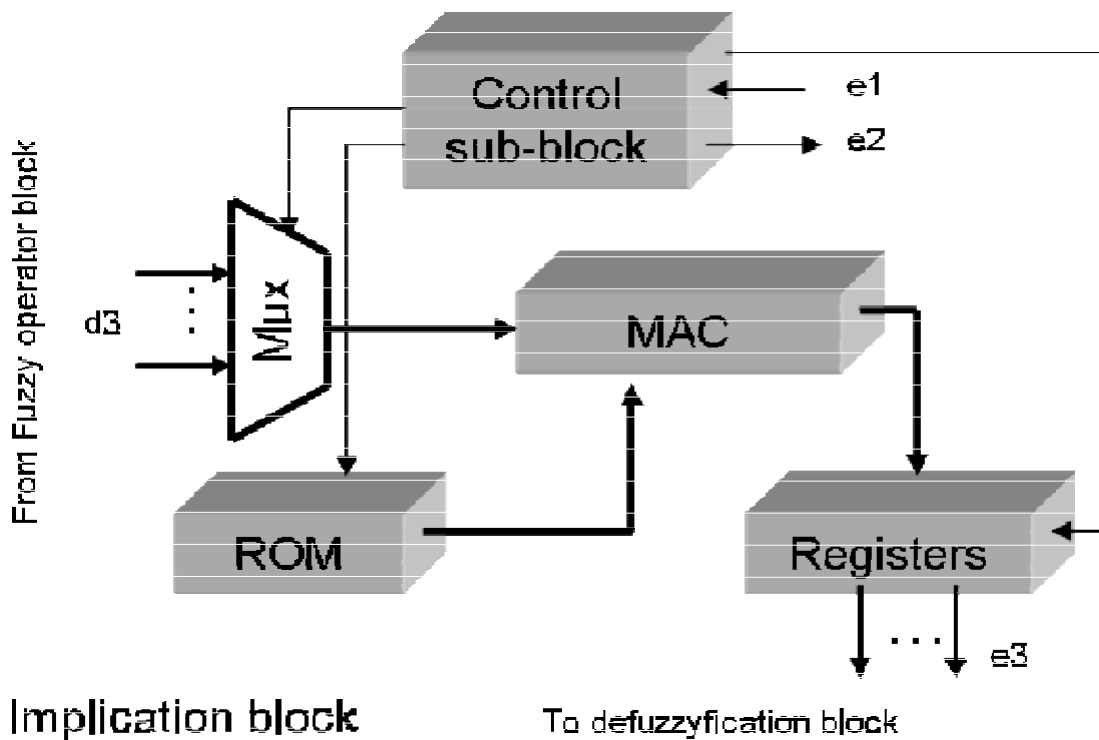 Control
sub-block
e1
e2
From Fuzzy operator block
d3
Mux
MAC
ROM
Registers
e3
Implication block
To defuzzyfication block